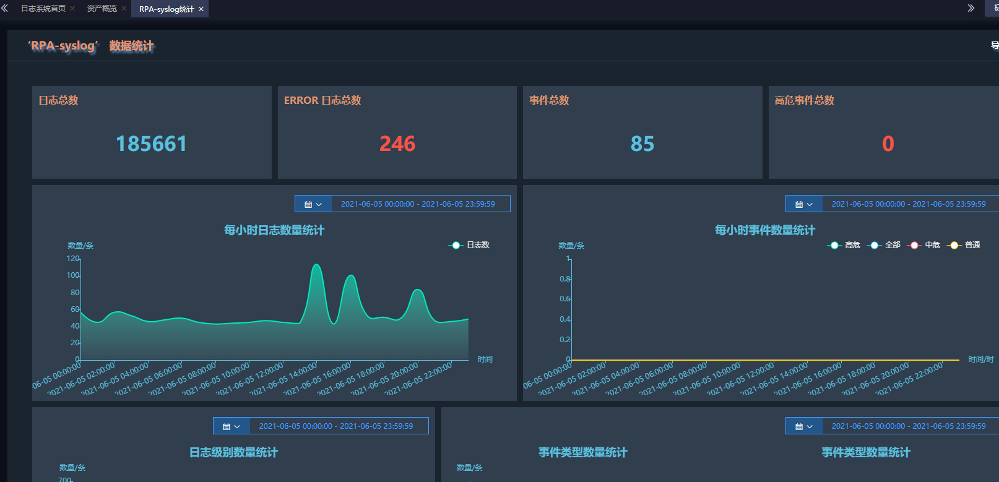 日志系统首页 × 资产概览 × RPA-syslog统计 ×
‘RPA-syslog’ 数据统计
日志总数
185661
ERROR 日志总数
246
事件总数
85
高危事件总数
0
2021-06-05 00:00:00 - 2021-06-05 23:59:59
每小时日志数量统计
数量/条
日志数
120
100
80
60
40
20
0
时间
06-05 00:00:00
2021-06-05 02:00:00
2021-06-05 04:00:00
2021-06-05 06:00:00
2021-06-05 08:00:00
2021-06-05 10:00:00
2021-06-05 12:00:00
2021-06-05 14:00:00
2021-06-05 16:00:00
2021-06-05 18:00:00
2021-06-05 20:00:00
2021-06-05 22:00:00
2021-06-05 00:00:00 - 2021-06-05 23:59:59
每小时事件数量统计
数量/条
高危 全部 中危 普通
1
0.8
0.6
0.4
0.2
0
时间/时
06-05 00:00:00
2021-06-05 02:00:00
2021-06-05 04:00:00
2021-06-05 06:00:00
2021-06-05 08:00:00
2021-06-05 10:00:00
2021-06-05 12:00:00
2021-06-05 14:00:00
2021-06-05 16:00:00
2021-06-05 18:00:00
2021-06-05 20:00:00
2021-06-05 22:00:00
2021-06-05 00:00:00 - 2021-06-05 23:59:59
日志级别数量统计
数量/条
700
2021-06-05 00:00:00 - 2021-06-05 23:59:59
事件类型数量统计
事件类型数量统计
数量/条